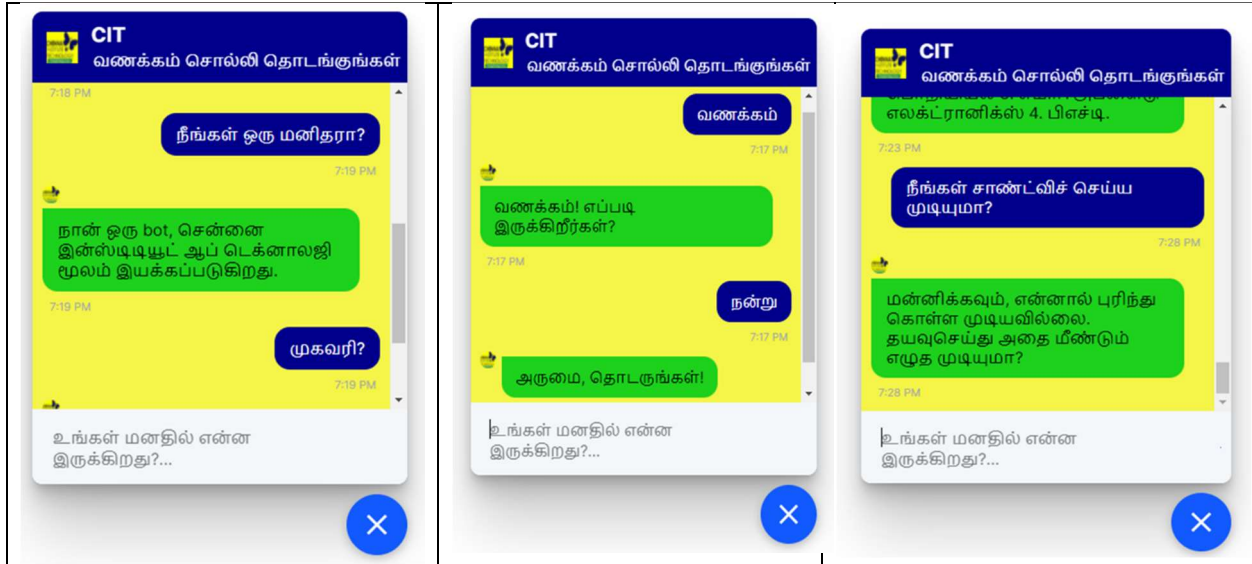 CIT
வணக்கம் சொல்லி தொடங்குங்கள்
7:18 PM
நீங்கள் ஒரு மனிதரா?
7:19 PM
நான் ஒரு bot, சென்னை
இன்ஸ்டிடியூட் ஆப் டெக்னாலஜி
மூலம் இயக்கப்படுகிறது.
7:19 PM
முகவரி?
7:19 PM
உங்கள் மனதில் என்ன
இருக்கிறது?...
CIT
வணக்கம் சொல்லி தொடங்குங்கள்
வணக்கம்
7:17 PM
வணக்கம்! எப்படி
இருக்கிறீர்கள்?
7:17 PM
நன்று
7:17 PM
அருமை, தொடருங்கள்!
உங்கள் மனதில் என்ன
இருக்கிறது?...
CIT
வணக்கம் சொல்லி தொடங்குங்கள்
எலக்ட்ரானிக்ஸ் 4. பிஎச்டி.
7:23 PM
நீங்கள் சாண்ட்விச் செய்ய
முடியுமா?
7:28 PM
மன்னிக்கவும், என்னால் புரிந்து
கொள்ள முடியவில்லை.
தயவுசெய்து அதை மீண்டும்
எழுத முடியுமா?
7:28 PM
உங்கள் மனதில் என்ன
இருக்கிறது?...